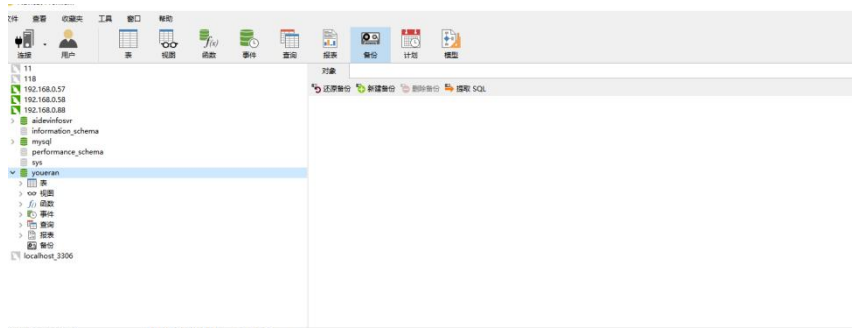 文件 查看 收藏夹 工具 窗口 帮助
连接 用户 表 视图 函数 事件 查询 报表 备份 计划 模型
11
118
192.168.0.57
192.168.0.58
192.168.0.88
aidevinfosvr
information_schema
mysql
performance_schema
sys
youeran
表
视图
f() 函数
事件
查询
报表
备份
localhost_3306
对象
还原备份 新建备份 删除备份 提取 SQL